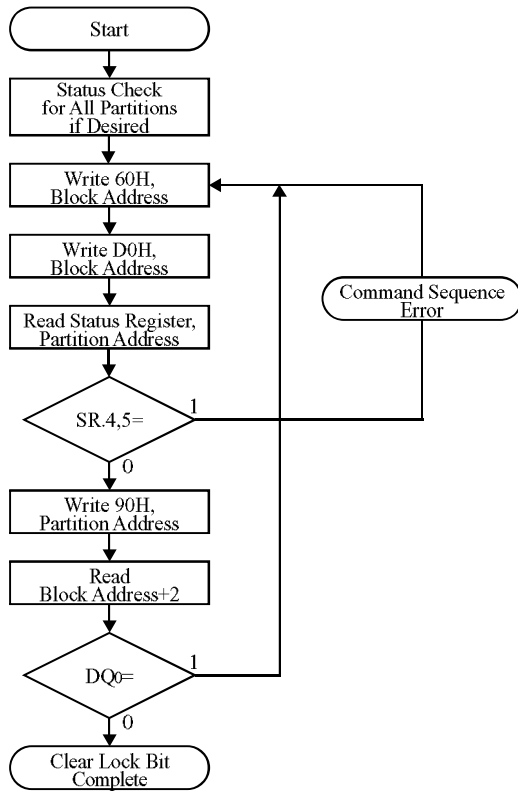 Start
Status Check
for All Partitions
if Desired
Write 60H,
Block Address
Write D0H,
Block Address
Command Sequence
Error
Read Status Register,
Partition Address
SR.4,5=
1
0
Write 90H,
Partition Address
Read
Block Address+2
DQ0=
1
0
Clear Lock Bit
Complete